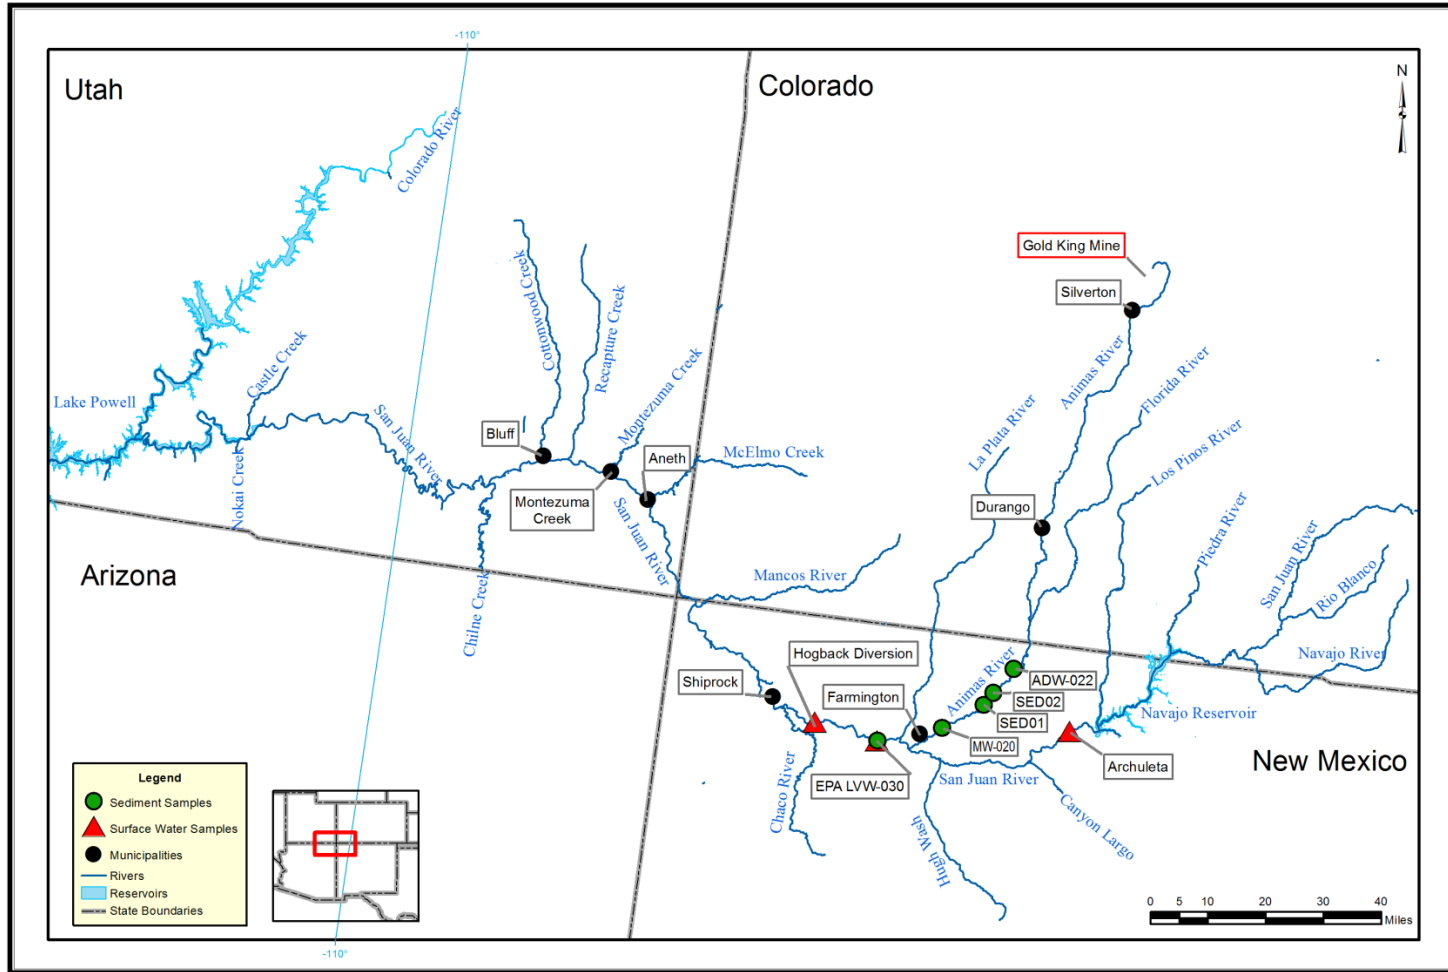 -110°
Utah
Colorado
N
Colorado River
Gold King Mine
Silverton
Cottonwood Creek
Recapture Creek
Animas River
Florida River
Castle Creek
Lake Powell
San Juan River
Montezuma Creek
La Plata River
Los Pinos River
Bluff
Aneth
McElmo Creek
Nokai Creek
Montezuma
Creek
San Juan River
Durango
Piedra River
San Juan River
Arizona
Mancos River
Rio Blanco
Chilne Creek
Hogback Diversion
Animas River
Navajo River
ADW-022
Shiprock
Farmington
SED02
SED01
Navajo Reservoir
MW-020
New Mexico
Archuleta
San Juan River
EPA LVW-030
Chaco River
Hugh Wash
Canyon Largo
Legend
Sediment Samples
Surface Water Samples
Municipalities
Rivers
Reservoirs
State Boundaries
0 5 10 20 30 40
Miles
-110°